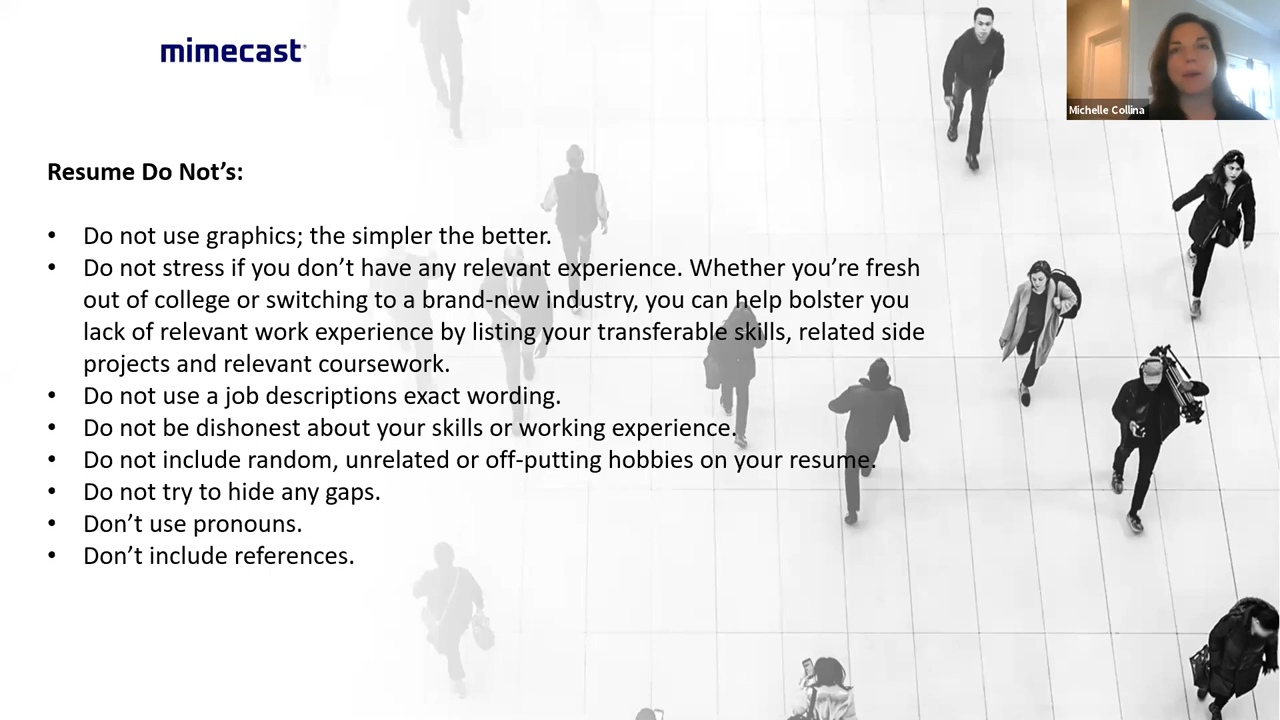 mimecast
Michelle Collina
Resume Do Not’s:
• Do not use graphics; the simpler the better.
• Do not stress if you don’t have any relevant experience. Whether you’re fresh
out of college or switching to a brand-new industry, you can help bolster you
lack of relevant work experience by listing your transferable skills, related side
projects and relevant coursework.
• Do not use a job descriptions exact wording.
• Do not be dishonest about your skills or working experience.
• Do not include random, unrelated or off-putting hobbies on your resume.
• Do not try to hide any gaps.
• Don’t use pronouns.
• Don’t include references.